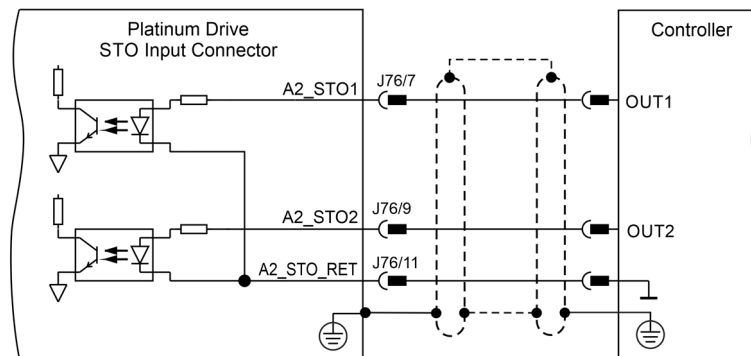 Platinum Drive
STO Input Connector
Controller
A2_STO1
J76/7
OUT1
A2_STO2
J76/9
OUT2
A2_STO_RET
J76/11